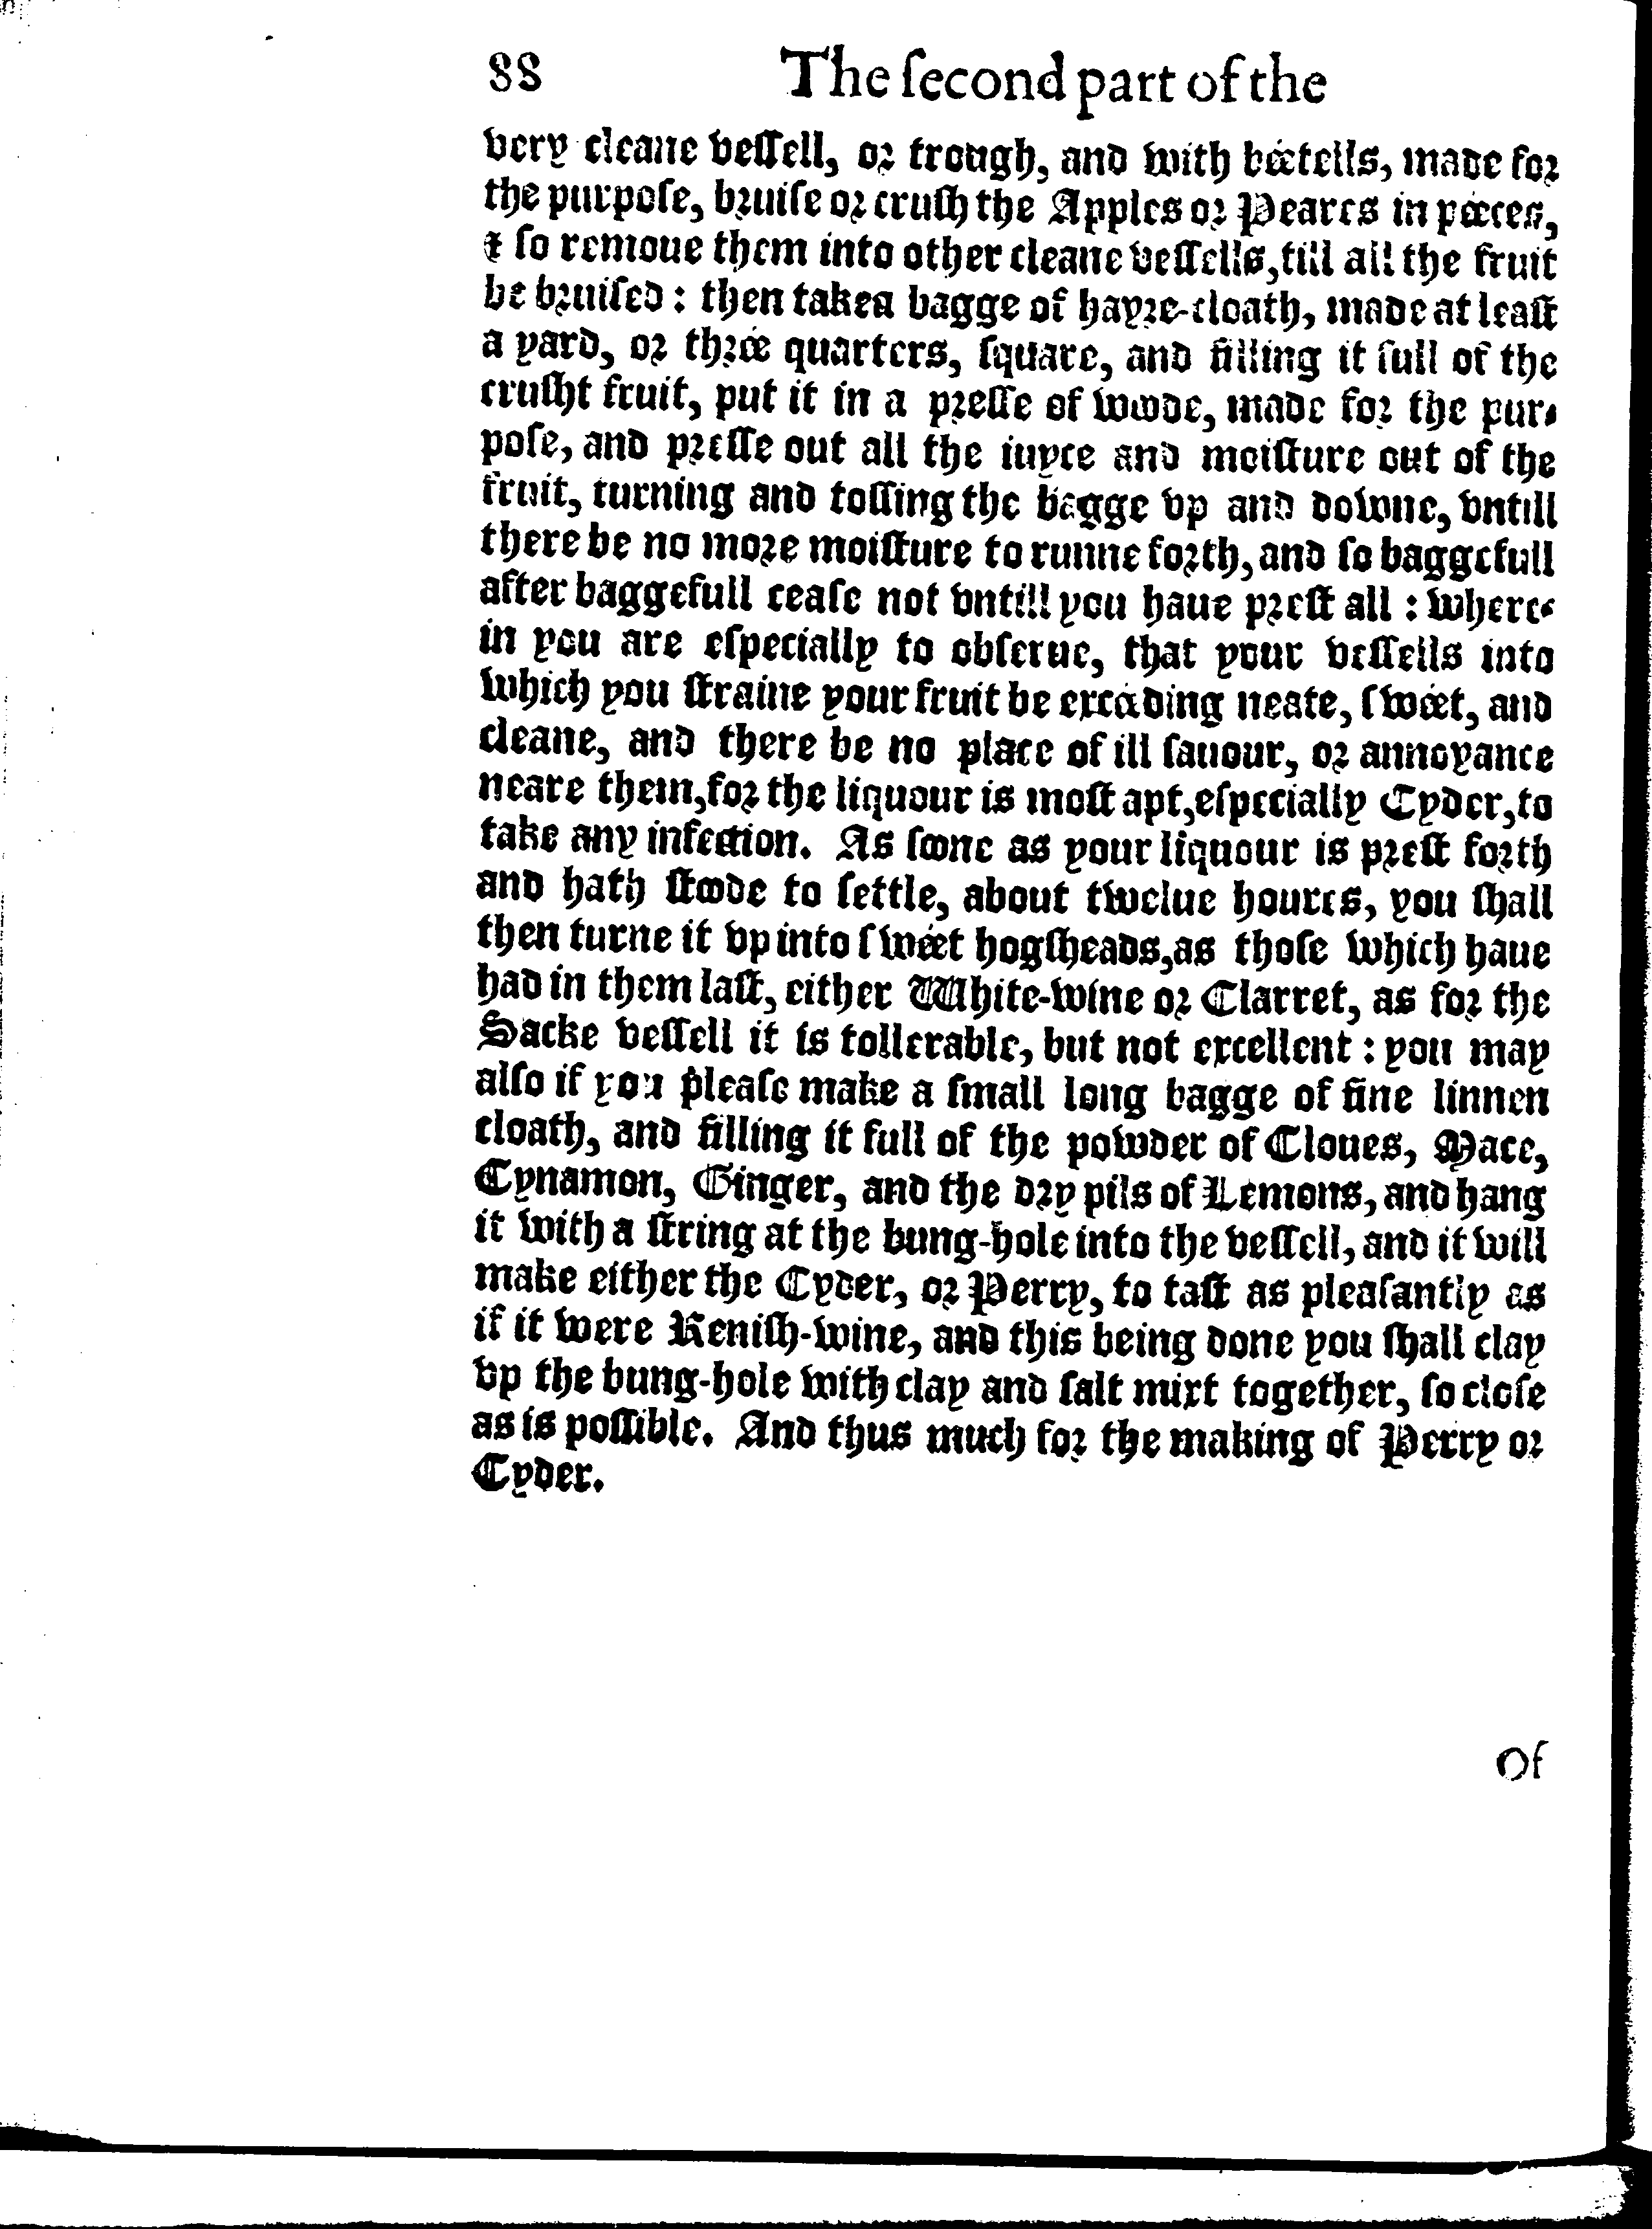 88 The ſecond part of the
very cleane veſſell, or trough, and with béetells, made for
the purpoſe, bruiſe or cruſh the Apples or Peares in péeces,
& ſo remoue them into other cleane veſſells, till all the fruit
be bruiſed: then take a bagge of hayre-cloath, made at leaſt
a yard, or thrée quarters, ſquare, and filling it full of the
cruſht fruit, put it in a preſſe of woode, made for the pur-
poſe, and preſſe out all the iuyce and moiſture out of the
fruit, turning and toſſing the bagge vp and downe, vntill
there be no more moiſture to runne forth, and ſo baggefull
after baggefull ceaſe not vntill you haue preſt all: where-
in you are eſpecially to obſerue, that your veſſells into
which you ſtraine your fruit be excéeding neate, ſwéet, and
cleane, and there be no place of ill ſauour, or annoyance
neare them, for the liquour is moſt apt, eſpecially Cyder, to
take any infection. As ſoone as your liquour is preſt forth
and hath ſtoode to ſettle, about twelue houres, you ſhall
then turne it vp into ſwéet hogſheads, as thoſe which haue
had in them laſt, either White-wine or Clarret, as for the
Sacke veſſell it is tollerable, but not excellent: you may
alſo if you pleaſe make a ſmall long bagge of fine linnen
cloath, and filling it full of the powder of Cloues, Mace,
Cynamon, Ginger, and the dry pils of Lemons, and hang
it with a ſtring at the bung-hole into the veſſell, and it will
make either the Cyder, or Perry, to taſt as pleaſantly as
if it were Reniſh-wine, and this being done you ſhall clay
vp the bung-hole with clay and ſalt mixt together, ſo cloſe
as is poſſible. And thus much for the making of Perry or
Cyder.
Of